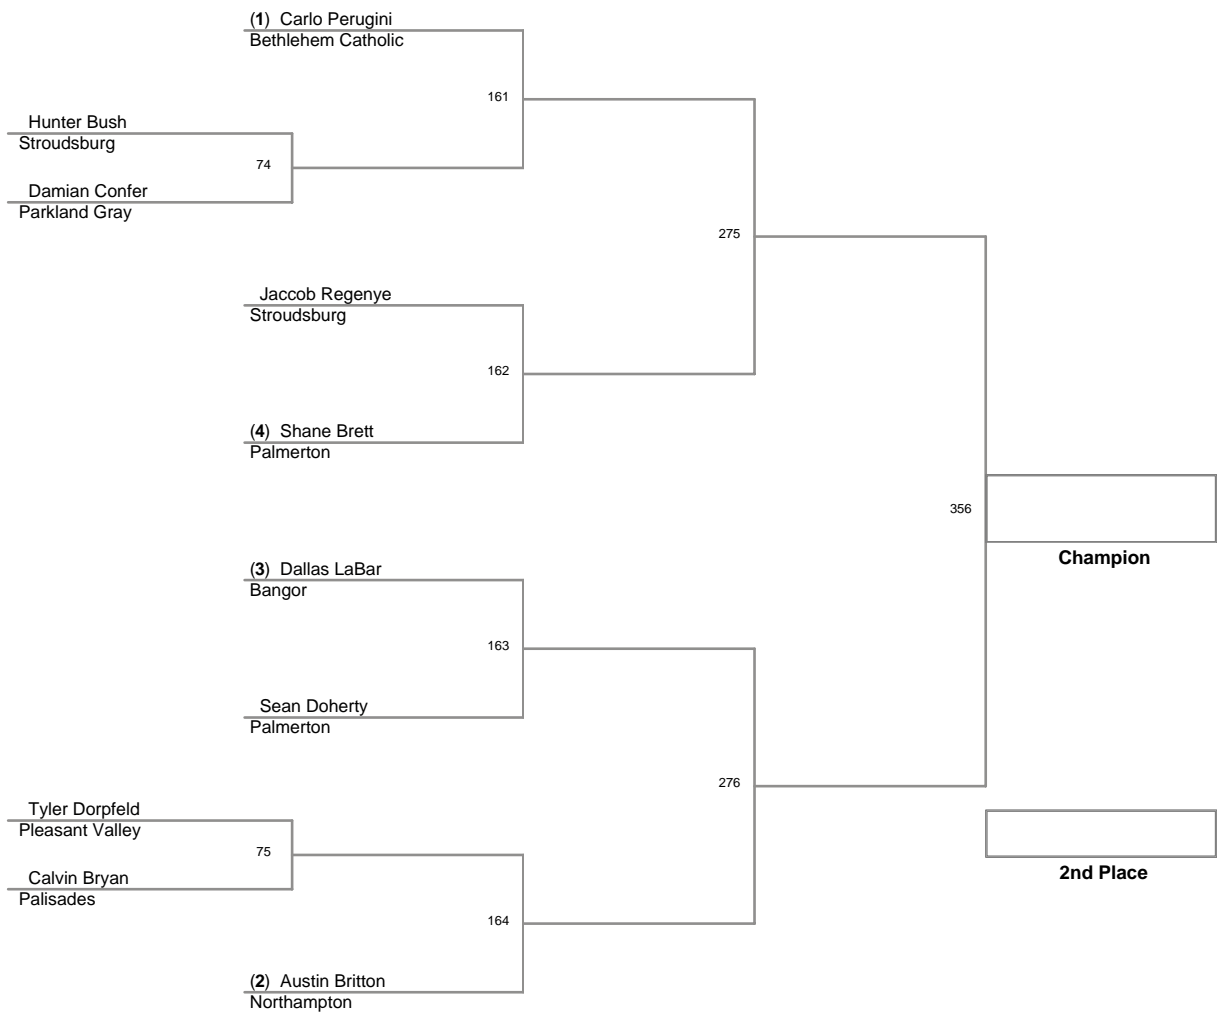 (1) Carlo Perugini
Bethlehem Catholic
161
Hunter Bush
Stroudsburg
74
Damian Confer
Parkland Gray
275
Jaccob Regenye
Stroudsburg
162
(4) Shane Brett
Palmerton
356
Champion
(3) Dallas LaBar
Bangor
163
Sean Doherty
Palmerton
276
Tyler Dorpfeld
Pleasant Valley
75
Calvin Bryan
Palisades
2nd Place
164
(2) Austin Britton
Northampton